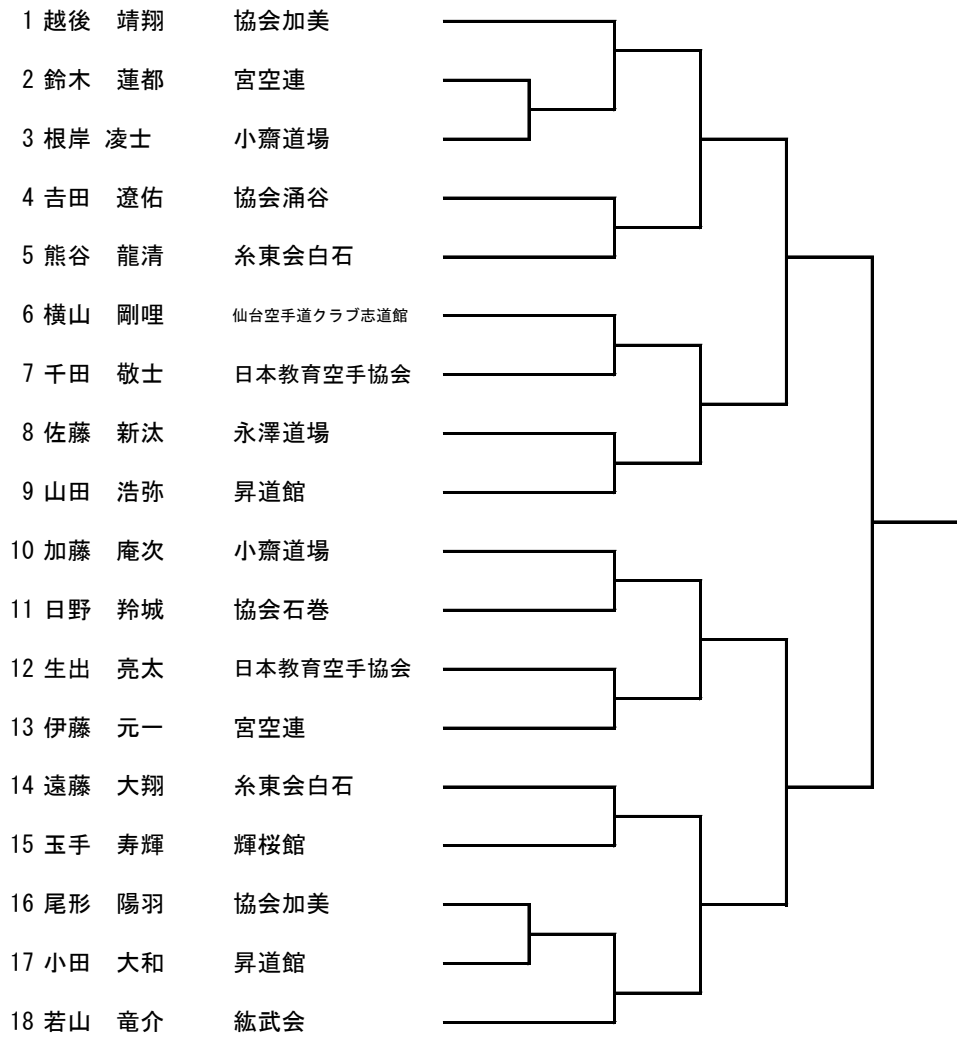 1 越後　靖翔　協会加美
2 鈴木　蓮都　宮空連
3 根岸 凌士　小齋道場
4 吉田　遼佑　協会涌谷
5 熊谷　龍清　糸東会白石
6 横山　剛哩　仙台空手道クラブ志道館
7 千田　敬士　日本教育空手協会
8 佐藤　新汰　永澤道場
9 山田　浩弥　昇道館
10 加藤　庵次　小齋道場
11 日野　羚城　協会石巻
12 生出　亮太　日本教育空手協会
13 伊藤　元一　宮空連
14 遠藤　大翔　糸東会白石
15 玉手　寿輝　輝桜館
16 尾形　陽羽　協会加美
17 小田　大和　昇道館
18 若山　竜介　紘武会